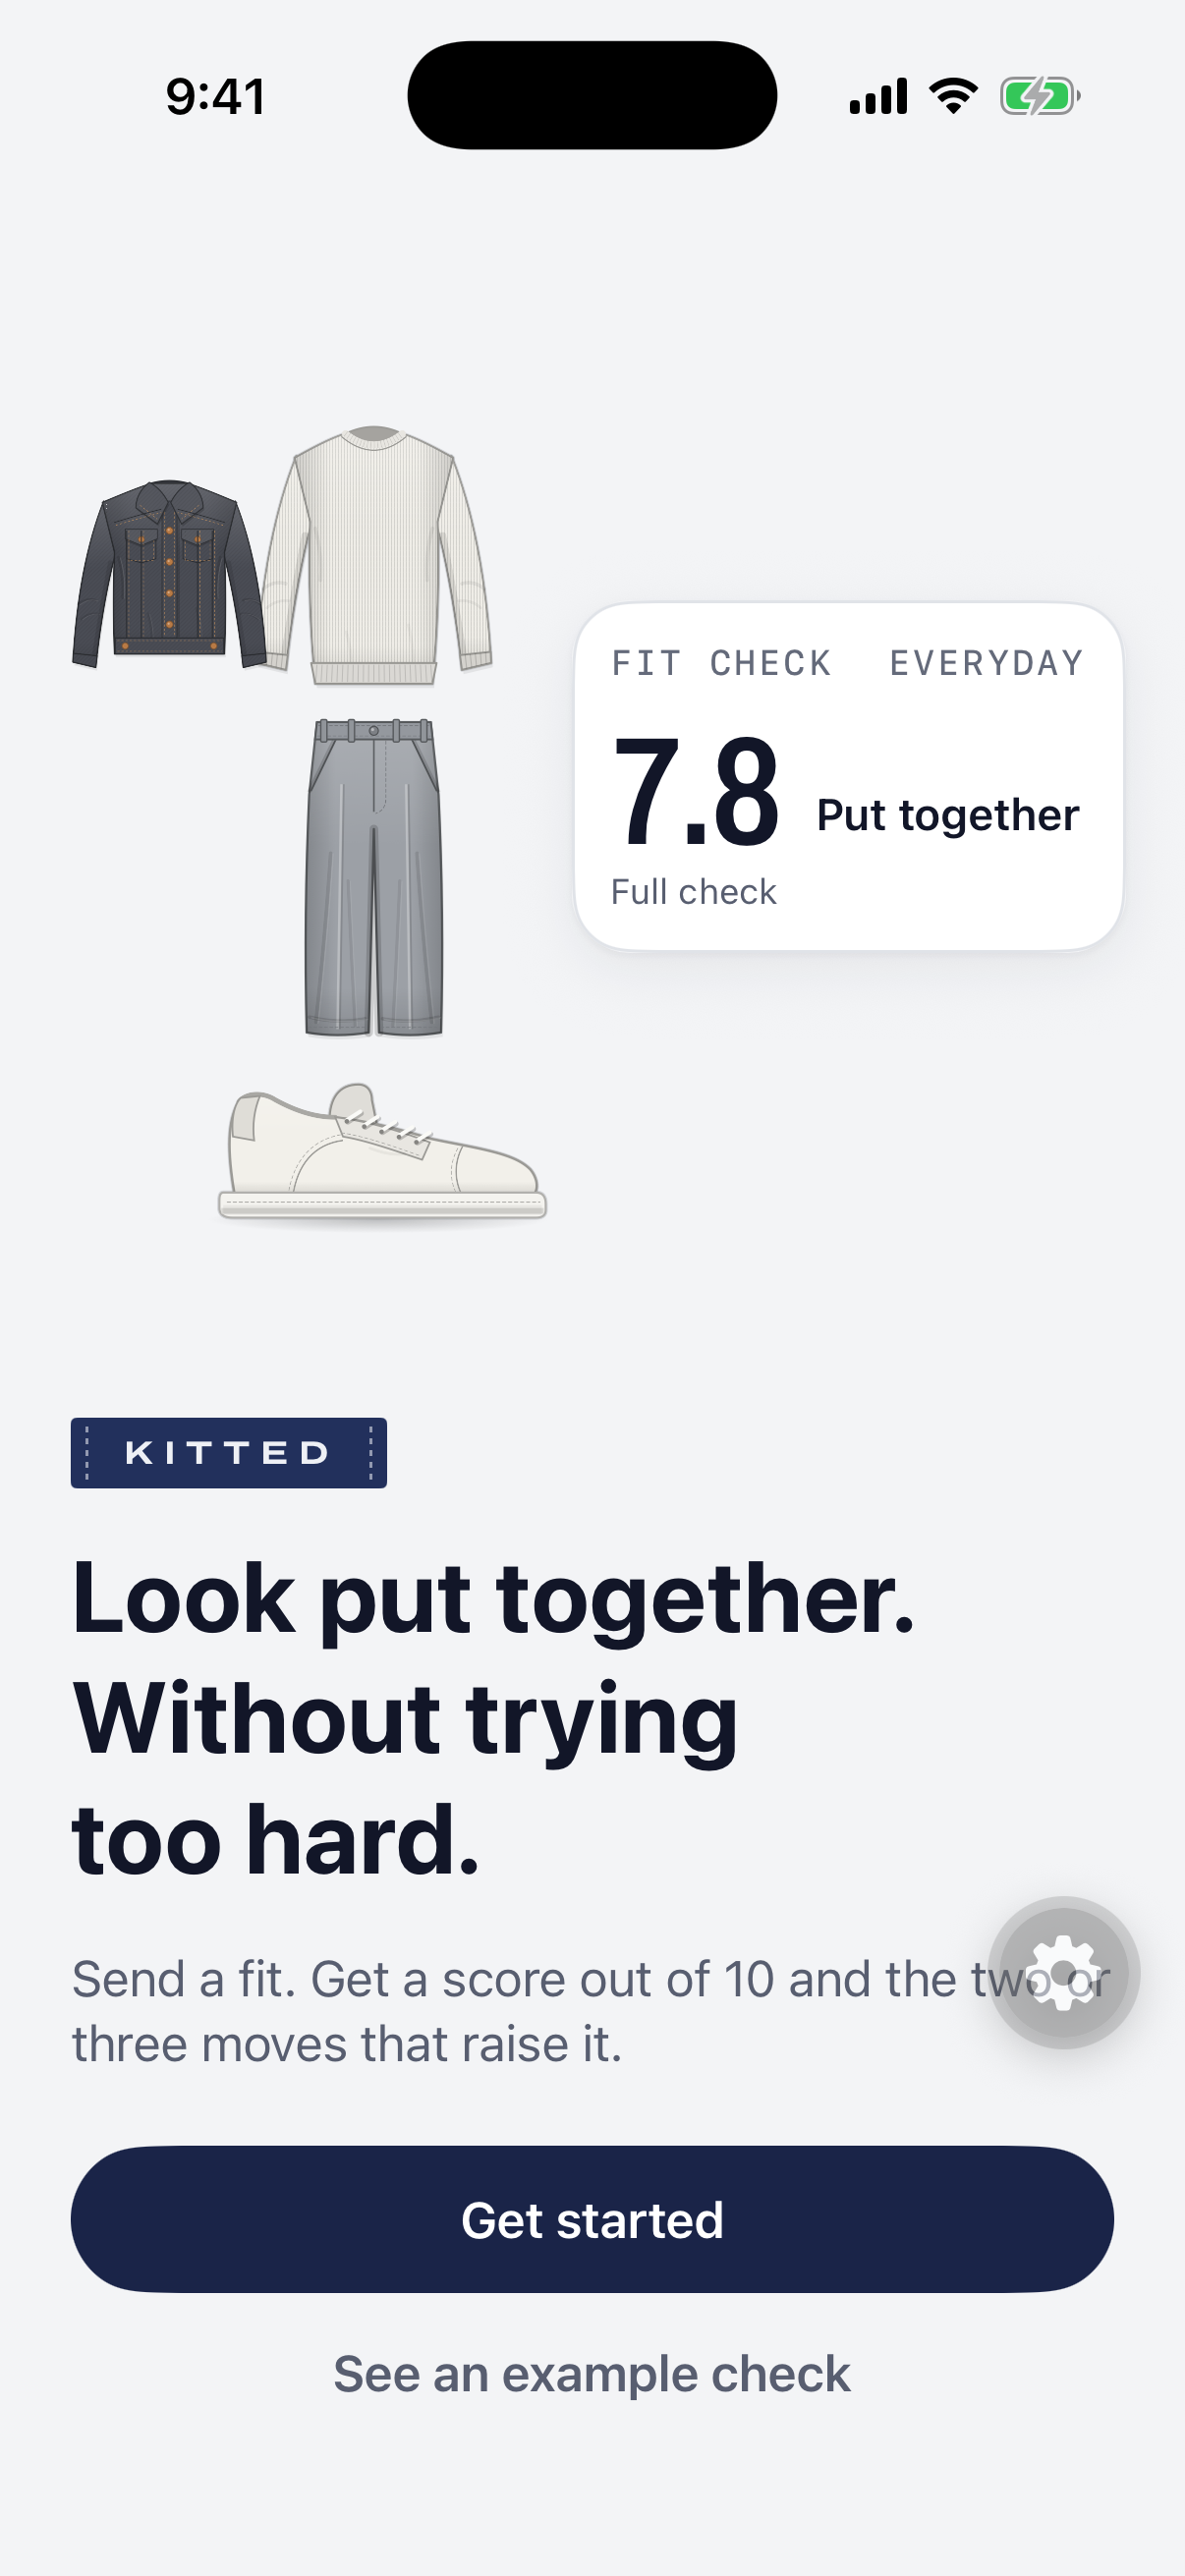 9:41
FIT CHECK EVERYDAY
7.8 Put together
Full check
KITTED
Look put together.
Without trying
too hard.
Send a fit. Get a score out of 10 and the two or
three moves that raise it.
Get started
See an example check